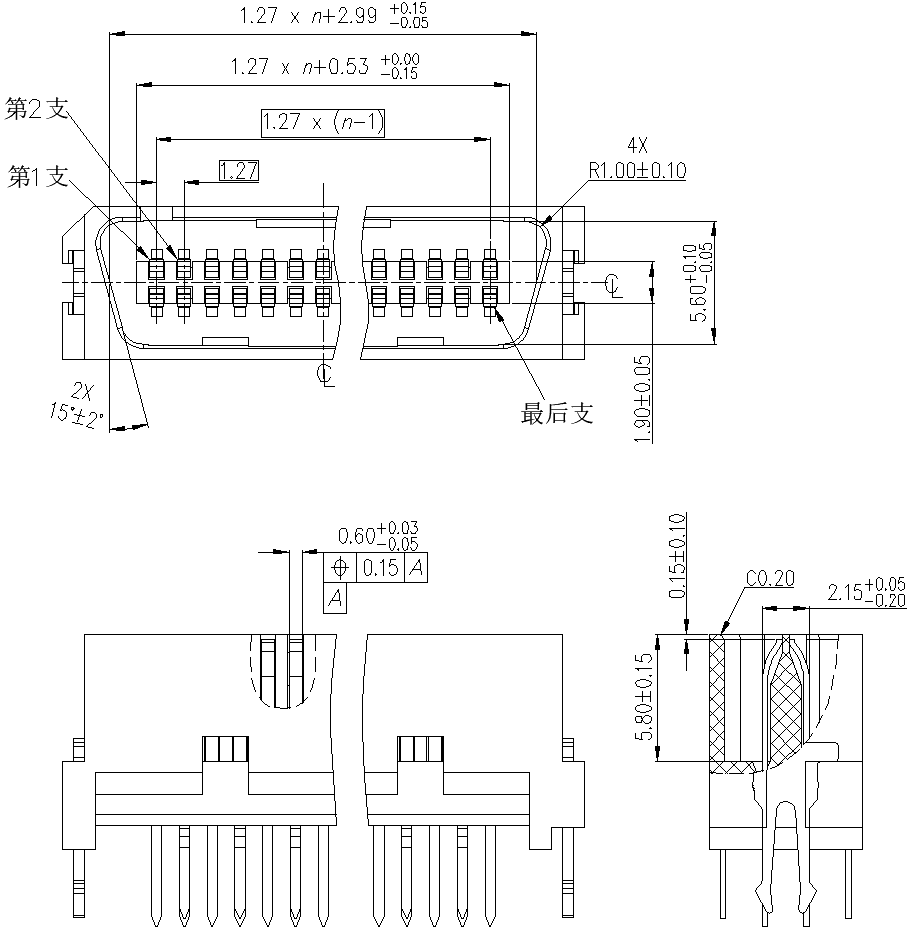 1.27 x n+2.99 +0.15 -0.05
1.27 x n+0.53 +0.00 -0.15
1.27 x (n-1)
第2支
第1支
1.27
4X
R1.00±0.10
℄
5.60+0.10 -0.05
1.90±0.05
℄
2X
15°±2°
最后支
0.60+0.03 -0.05
⌖ 0.15 A
A
0.15±0.10
C0.20
2.15+0.05 -0.20
5.80±0.15